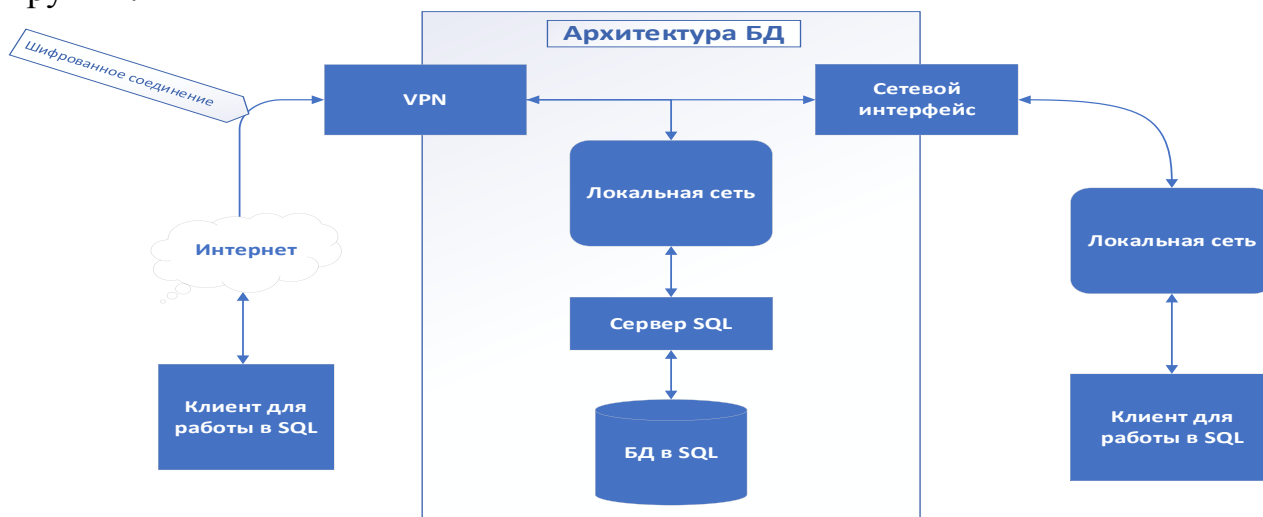 Архитектура БД
Шифрованное соединение
VPN
Сетевой
интерфейс
Локальная сеть
Интернет
Локальная сеть
Сервер SQL
Клиент для
работы в SQL
БД в SQL
Клиент для
работы в SQL